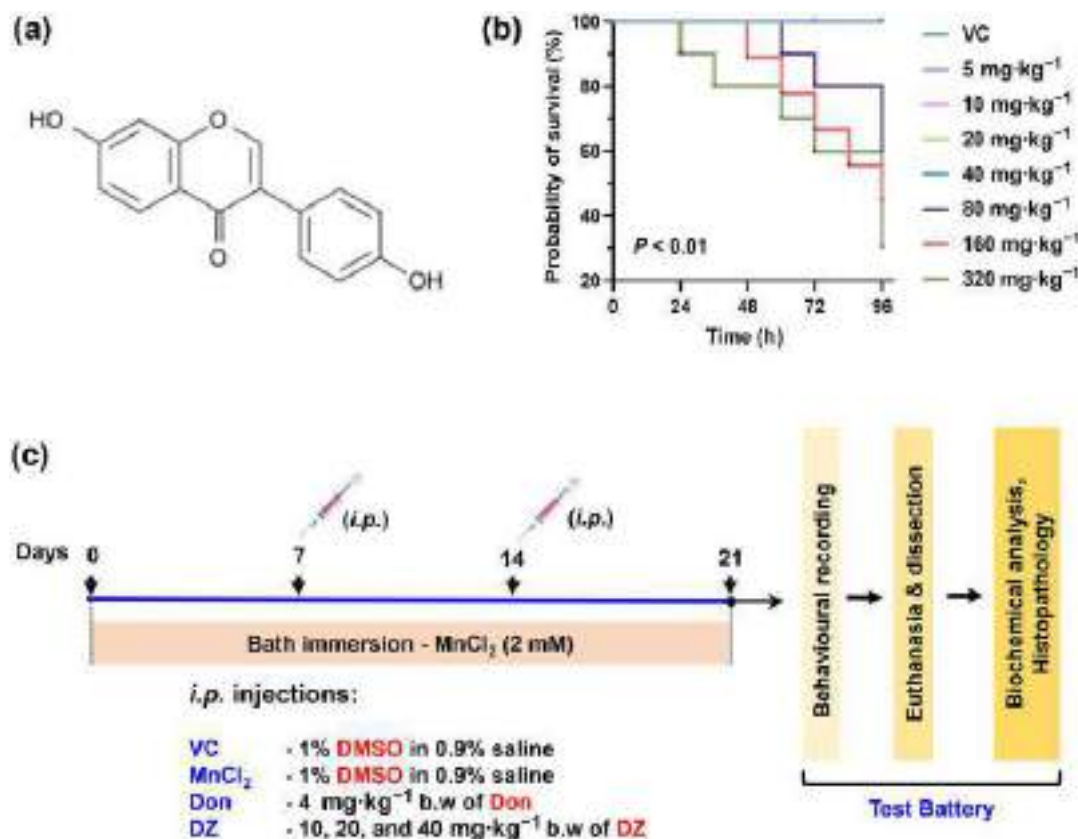 (a)
HO
O
O
OH
(b)
Probability of survival (%)
100
80
60
40
20
P < 0.01
0 24 48 72 96
Time (h)
VC
5 mg·kg⁻¹
10 mg·kg⁻¹
20 mg·kg⁻¹
40 mg·kg⁻¹
80 mg·kg⁻¹
160 mg·kg⁻¹
320 mg·kg⁻¹
(c)
(i.p.) (i.p.)
Days 0 7 14 21
Bath immersion - MnCl₂ (2 mM)
i.p. injections:
VC - 1% DMSO in 0.9% saline
MnCl₂ - 1% DMSO in 0.9% saline
Don - 4 mg·kg⁻¹ b.w of Don
DZ - 10, 20, and 40 mg·kg⁻¹ b.w of DZ
Behavioural recording
Euthanasia & dissection
Biochemical analysis,
Histopathology
Test Battery